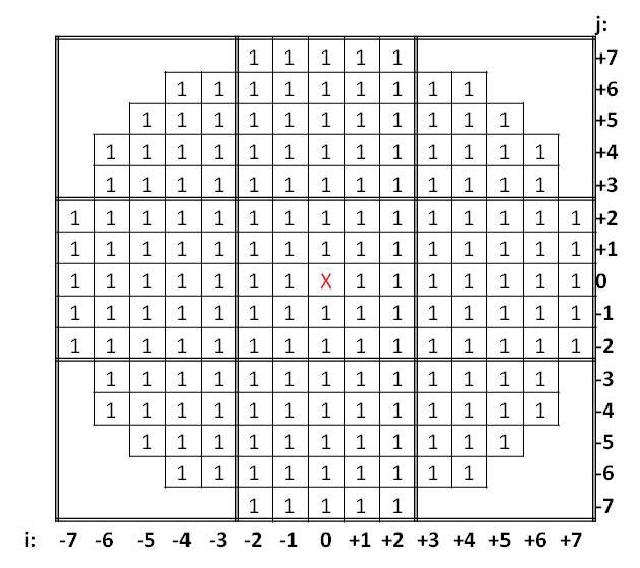 j:
1 1 1 1 1 +7
1 1 1 1 1 1 1 1 1 +6
1 1 1 1 1 1 1 1 1 1 1 +5
1 1 1 1 1 1 1 1 1 1 1 1 1 +4
1 1 1 1 1 1 1 1 1 1 1 1 1 +3
1 1 1 1 1 1 1 1 1 1 1 1 1 1 1 +2
1 1 1 1 1 1 1 1 1 1 1 1 1 1 1 +1
1 1 1 1 1 1 1 X 1 1 1 1 1 1 1 0
1 1 1 1 1 1 1 1 1 1 1 1 1 1 1 -1
1 1 1 1 1 1 1 1 1 1 1 1 1 1 1 -2
1 1 1 1 1 1 1 1 1 1 1 1 1 -3
1 1 1 1 1 1 1 1 1 1 1 1 1 -4
1 1 1 1 1 1 1 1 1 1 1 -5
1 1 1 1 1 1 1 1 1 -6
1 1 1 1 1 -7
i: -7 -6 -5 -4 -3 -2 -1 0 +1 +2 +3 +4 +5 +6 +7